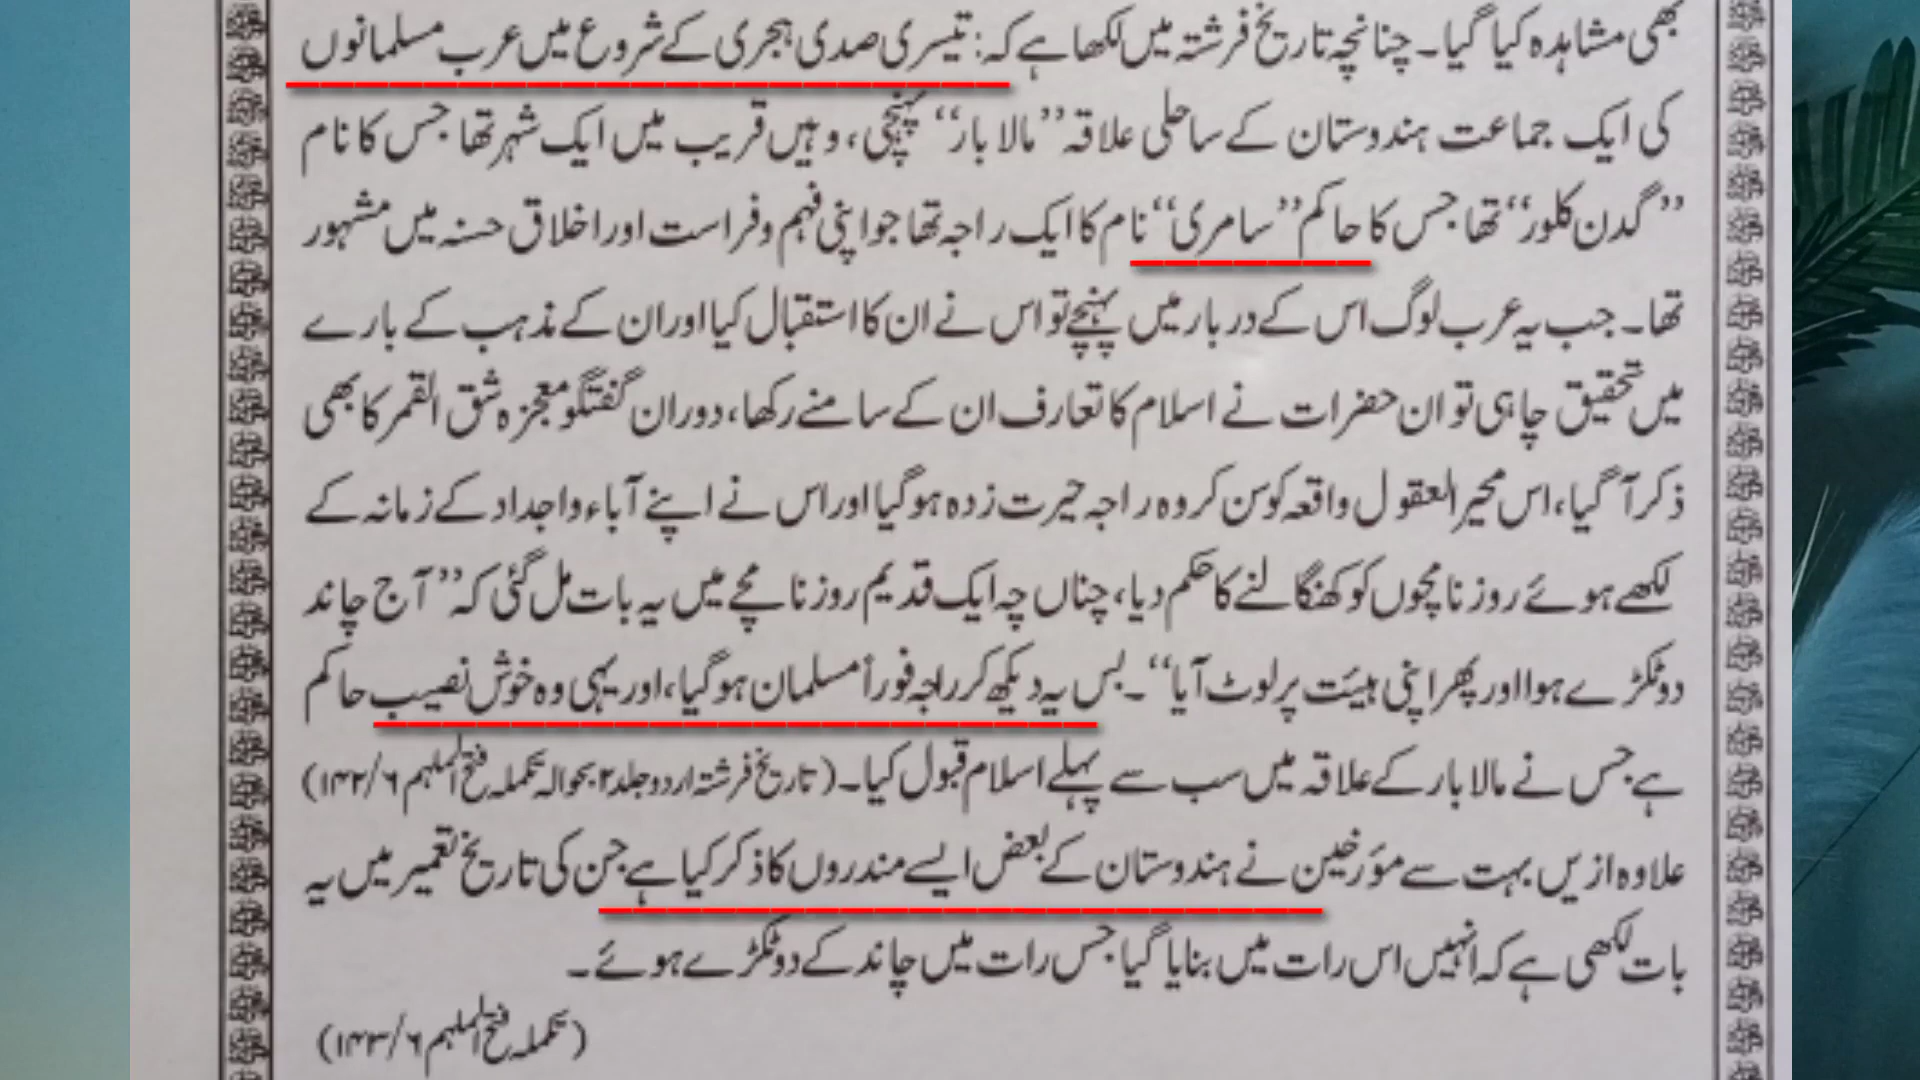 بھی مشاہدہ کیا گیا۔ چنانچہ تاریخ فرشتہ میں لکھا ہے کہ: تیسری صدی ہجری کے شروع میں عرب مسلمانوں
کی ایک جماعت ہندوستان کے ساحلی علاقہ ”مالا بار“ پہنچی، وہیں قریب میں ایک شہر تھا جس کا نام
”گدن کلور“ تھا جس کا حاکم ”سامری“ نام کا ایک راجہ تھا جو اپنی فہم و فراست اور اخلاق حسنہ میں مشہور
تھا۔ جب یہ عرب لوگ اس کے دربار میں پہنچے تو اس نے ان کا استقبال کیا اور ان کے مذہب کے بارے
میں تحقیق چاہی تو ان حضرات نے اسلام کا تعارف ان کے سامنے رکھا، دوران گفتگو معجزہ شق القمر کا بھی
ذکر آ گیا، اس محیر العقول واقعہ کو سن کر وہ راجہ حیرت زدہ ہو گیا اور اس نے اپنے آباء و اجداد کے زمانہ کے
لکھے ہوئے روزنامچوں کو کھنگالنے کا حکم دیا، چناں چہ ایک قدیم روزنامچے میں یہ بات مل گئی کہ ”آج چاند
دو ٹکڑے ہوا اور پھر اپنی ہیئت پر لوٹ آیا“۔ بس یہ دیکھ کر راجہ فوراً مسلمان ہو گیا، اور یہی وہ خوش نصیب حاکم
ہے جس نے مالا بار کے علاقہ میں سب سے پہلے اسلام قبول کیا۔ (تاریخ فرشتہ اردو جلد ۲ بحوالہ تکملہ فتح الملہم ۶/۱۴۲)
علاوہ ازیں بہت سے مؤرخین نے ہندوستان کے بعض ایسے مندروں کا ذکر کیا ہے جن کی تاریخ تعمیر میں یہ
بات لکھی ہے کہ انہیں اس رات میں بنایا گیا جس رات میں چاند کے دو ٹکڑے ہوئے۔
(تکملہ فتح الملہم ۶/۱۴۳)